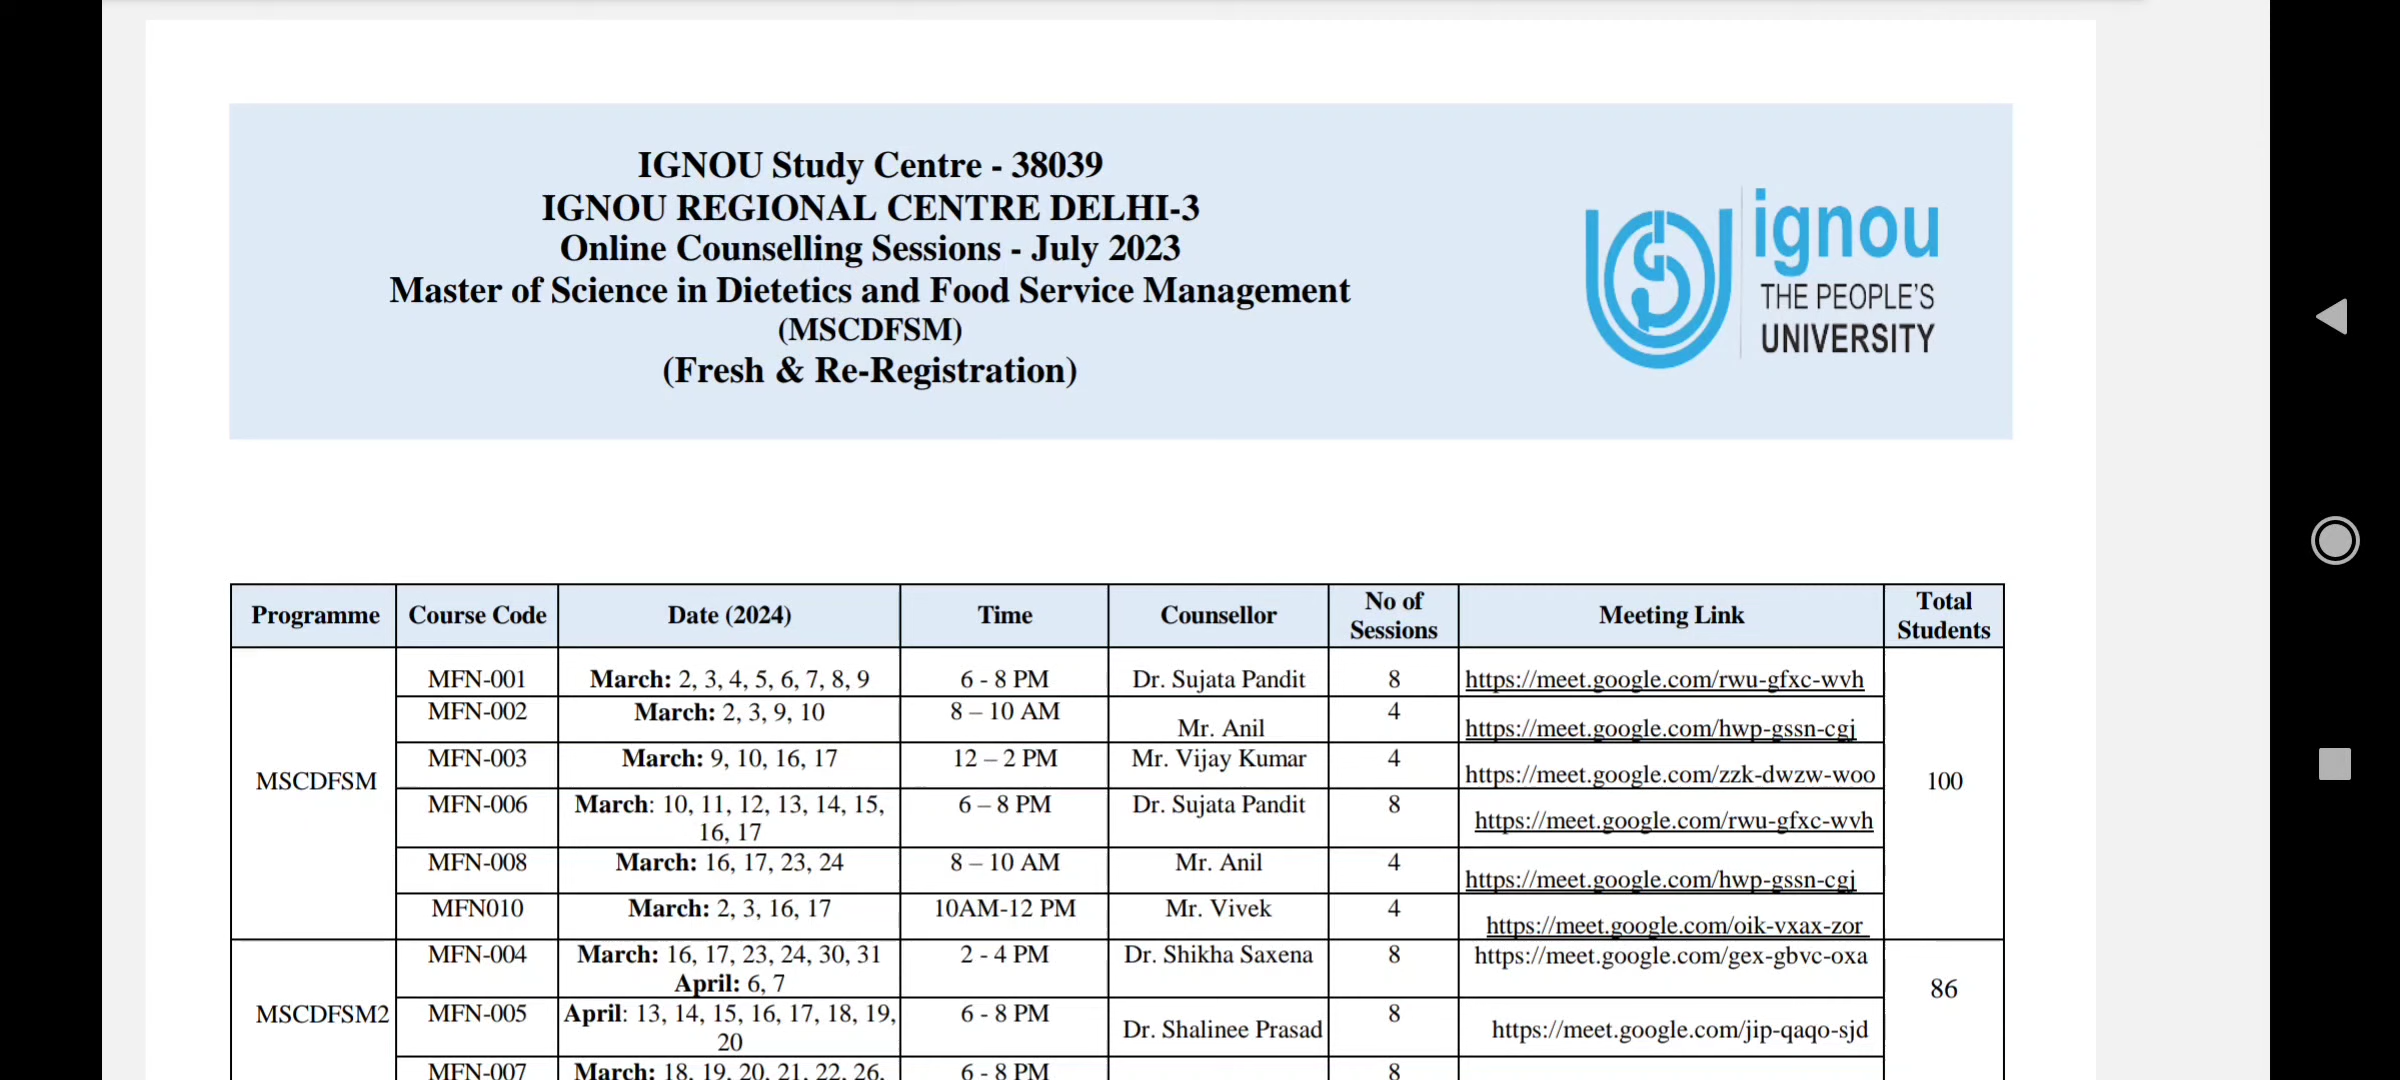 IGNOU Study Centre - 38039
IGNOU REGIONAL CENTRE DELHI-3
Online Counselling Sessions - July 2023
Master of Science in Dietetics and Food Service Management
(MSCDFSM)
(Fresh & Re-Registration)
ignou
THE PEOPLE'S
UNIVERSITY
Programme Course Code Date (2024) Time Counsellor No of Sessions Meeting Link Total Students
MSCDFSM 100
MFN-001 March: 2, 3, 4, 5, 6, 7, 8, 9 6 - 8 PM Dr. Sujata Pandit 8 https://meet.google.com/rwu-gfxc-wvh
MFN-002 March: 2, 3, 9, 10 8 – 10 AM Mr. Anil 4 https://meet.google.com/hwp-gssn-cgj
MFN-003 March: 9, 10, 16, 17 12 – 2 PM Mr. Vijay Kumar 4 https://meet.google.com/zzk-dwzw-woo
MFN-006 March: 10, 11, 12, 13, 14, 15, 16, 17 6 – 8 PM Dr. Sujata Pandit 8 https://meet.google.com/rwu-gfxc-wvh
MFN-008 March: 16, 17, 23, 24 8 – 10 AM Mr. Anil 4 https://meet.google.com/hwp-gssn-cgj
MFN010 March: 2, 3, 16, 17 10AM-12 PM Mr. Vivek 4 https://meet.google.com/oik-vxax-zor
MSCDFSM2 86
MFN-004 March: 16, 17, 23, 24, 30, 31 April: 6, 7 2 - 4 PM Dr. Shikha Saxena 8 https://meet.google.com/gex-gbvc-oxa
MFN-005 April: 13, 14, 15, 16, 17, 18, 19, 20 6 - 8 PM Dr. Shalinee Prasad 8 https://meet.google.com/jip-qaqo-sjd
MFN-007 March: 18, 19, 20, 21, 22, 26, 6 - 8 PM 8